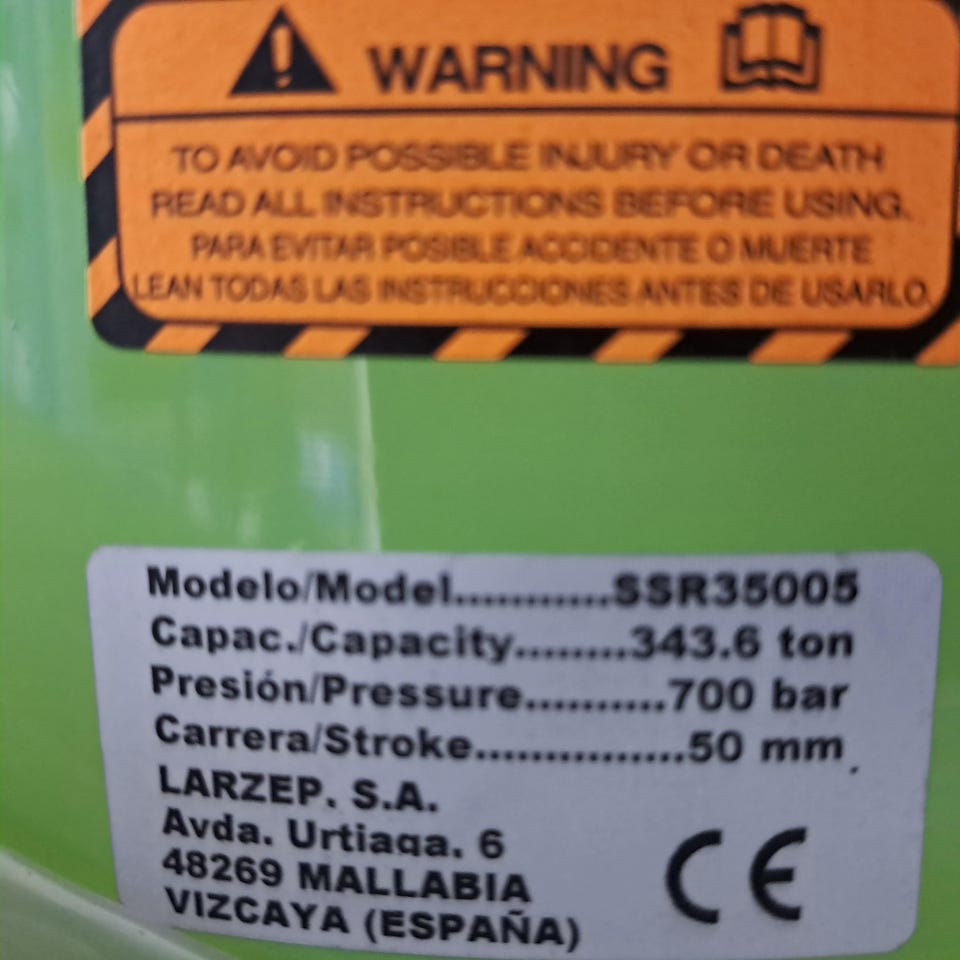 WARNING
TO AVOID POSSIBLE INJURY OR DEATH
READ ALL INSTRUCTIONS BEFORE USING.
PARA EVITAR POSIBLE ACCIDENTE O MUERTE
LEAN TODAS LAS INSTRUCCIONES ANTES DE USARLO.
Modelo/Model............SSR35005
Capac./Capacity.........343.6 ton
Presión/Pressure..........700 bar
Carrera/Stroke................50 mm
LARZEP. S.A.
Avda. Urtiaga. 6
48269 MALLABIA
VIZCAYA (ESPAÑA)
CE